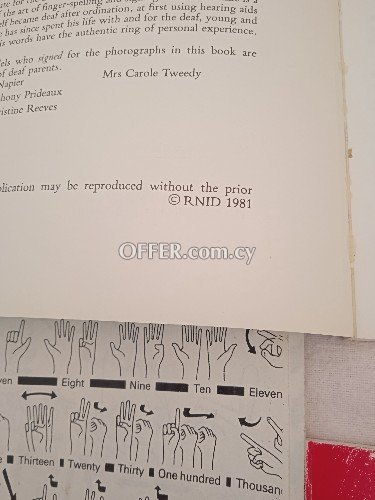 of the art of finger-spelling and
self became deaf after ordination, at first using hearing aids
has since spent his life with and for the deaf, young and
his words have the authentic ring of personal experience.
els who signed for the photographs in this book are
of deaf parents.
Napier
Mrs Carole Tweedy
hony Prideaux
istine Reeves
lication may be reproduced without the prior
© RNID 1981
OFFER.com.cy
ven Eight Nine Ten Eleven
Thirteen Twenty Thirty One hundred Thousan